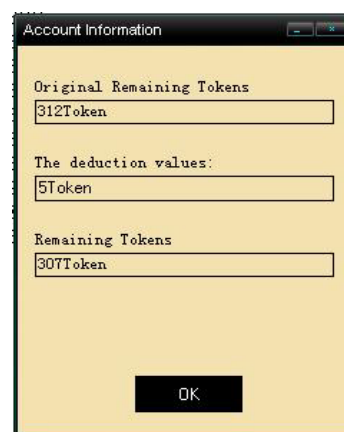 Account Information
Original Remaining Tokens
312Token
The deduction values:
5Token
Remaining Tokens
307Token
OK